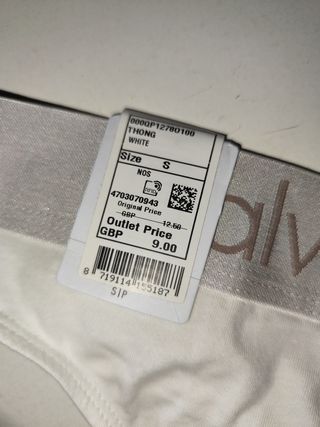 000QP1278O100
THONG
WHITE
Size S
NOS
4703070943
Original Price
GBP 12.50
Outlet Price
GBP 9.00
8 719114 155187
S|P
alv